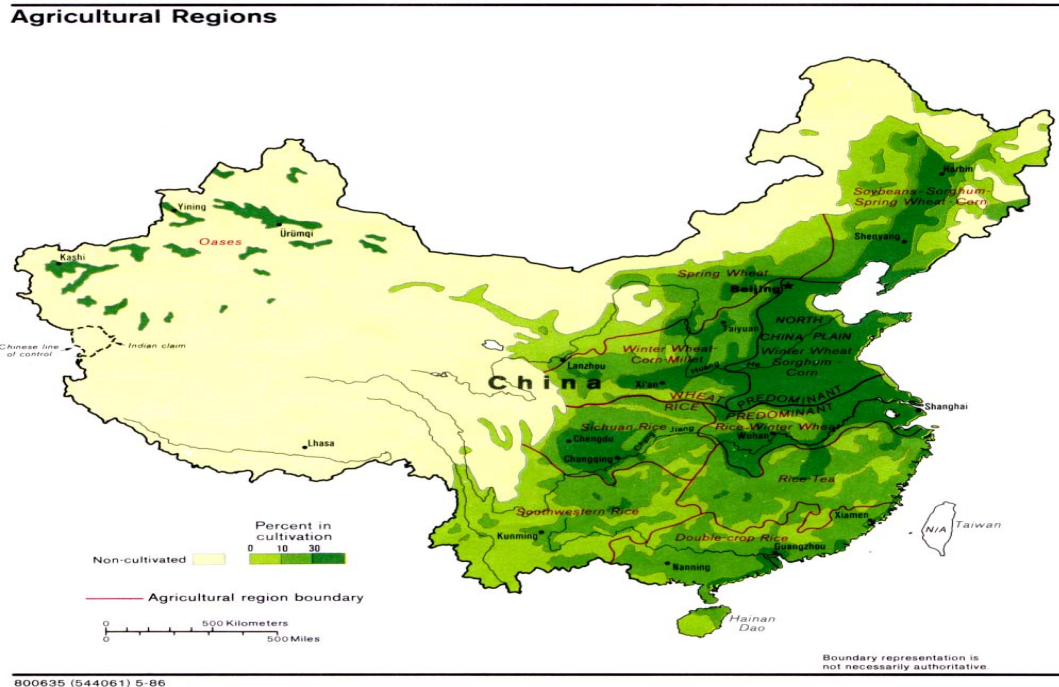 Agricultural Regions
Harbin
Soybeans-Sorghum-
Spring Wheat-Corn
Yining
Ürümqi
Oases
Shenyang
Kashi
Spring Wheat
Beijing
NORTH
CHINA PLAIN
Taiyuan
Chinese line
of control
Indian claim
Winter Wheat-
Corn-Millet
Winter Wheat
Sorghum-
Corn
Lanzhou
Huang
He
China
Xi'an
PREDOMINANT
WHEAT
RICE
PREDOMINANT
Shanghai
Sichuan Rice
Chang
Jiang
Rice-Winter Wheat
Wuhan
Chengdu
Chongqing
Lhasa
Rice-Tea
Southwestern Rice
Xiamen
Taiwan
N/A
Percent in
cultivation
0 10 30
Non-cultivated
Kunming
Double-crop Rice
Guangzhou
Nanning
Agricultural region boundary
Hainan
Dao
0 500 Kilometers
0 500 Miles
Boundary representation is
not necessarily authoritative.
800635 (544061) 5-86